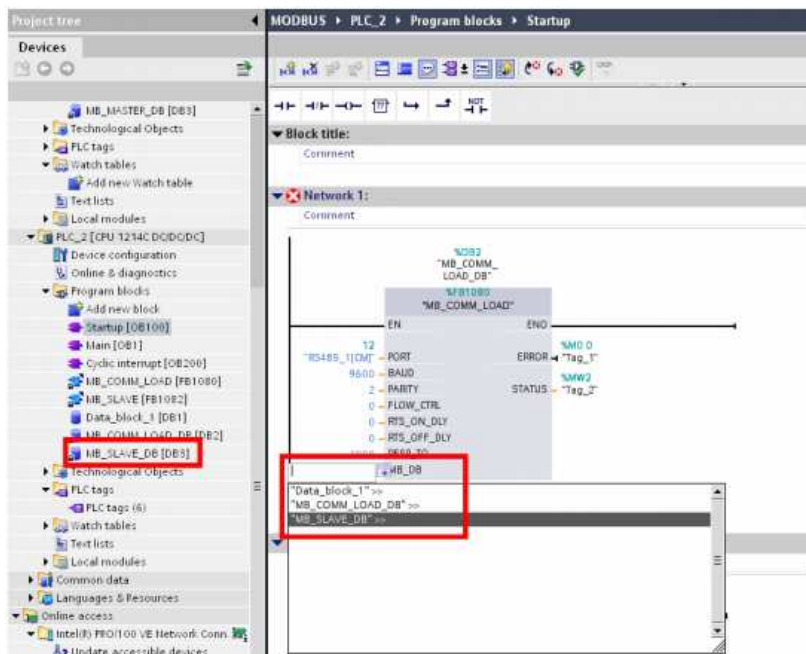 Project tree
Devices
MB_MASTER_DB [DB3]
Technological Objects
PLC tags
Watch tables
Add new Watch table
Text lists
Local modules
PLC_2 [CPU 1214C DC/DC/DC]
Device configuration
Online & diagnostics
Program blocks
Add new block
Startup [OB100]
Main [OB1]
Cyclic interrupt [OB200]
MB_COMM_LOAD [FB1080]
MB_SLAVE [FB1082]
Data_block_1 [DB1]
MB_COMM_LOAD_DB [DB2]
MB_SLAVE_DB [DB3]
Technological Objects
PLC tags
PLC tags (6)
Watch tables
Text lists
Local modules
Common data
Languages & Resources
Online access
Intel(R) PRO/100 VE Network Conn.
Update accessible devices
MODBUS PLC_2 Program blocks Startup
NOT
Block title:
Comment
Network 1:
Comment
%DB2
"MB_COMM_
LOAD_DB"
%FB1080
"MB_COMM_LOAD"
EN ENO
12 %M0.0
"RS485_1[CM]" PORT ERROR "Tag_1"
9600 BAUD %MW2
2 PARITY STATUS "Tag_2"
0 FLOW_CTRL
0 RTS_ON_DLY
0 RTS_OFF_DLY
1000 RESP_TO
MB_DB
"Data_block_1" >>
"MB_COMM_LOAD_DB" >>
"MB_SLAVE_DB" >>